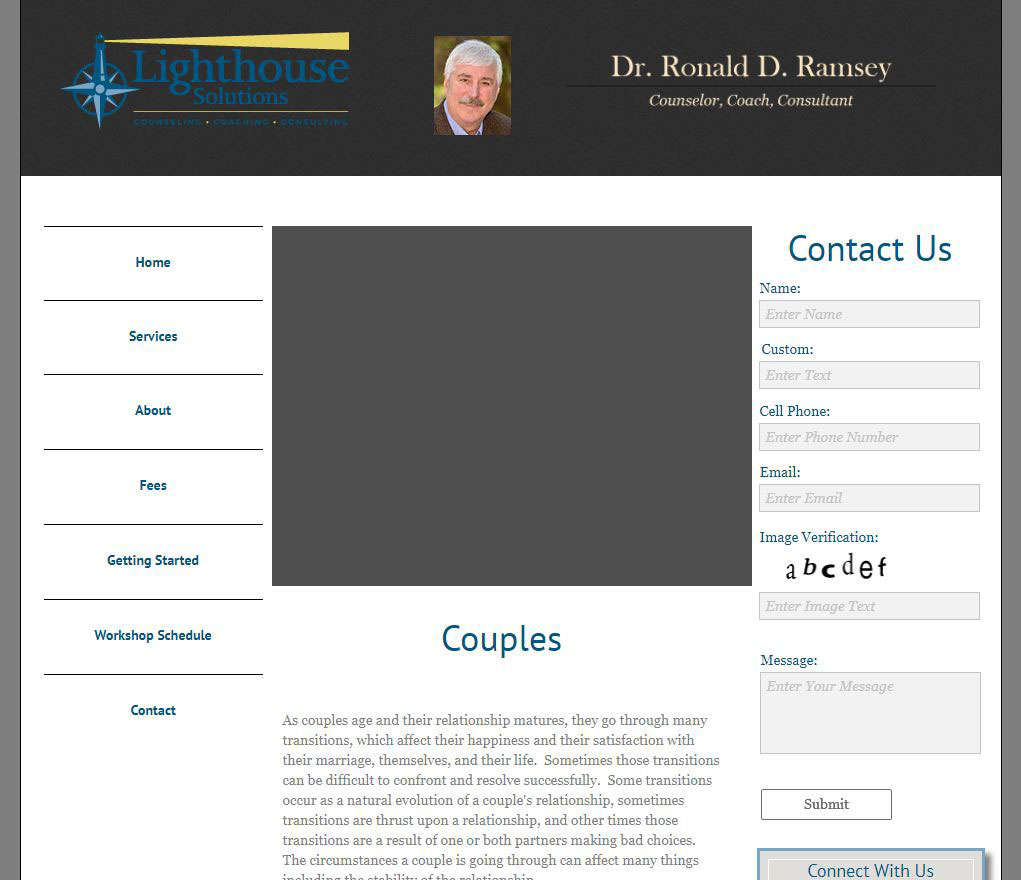 Lighthouse
Solutions
COUNSELING • COACHING • CONSULTING
Dr. Ronald D. Ramsey
Counselor, Coach, Consultant
Home
Services
About
Fees
Getting Started
Workshop Schedule
Contact
Couples
As couples age and their relationship matures, they go through many
transitions, which affect their happiness and their satisfaction with
their marriage, themselves, and their life.  Sometimes those transitions
can be difficult to confront and resolve successfully.  Some transitions
occur as a natural evolution of a couple's relationship, sometimes
transitions are thrust upon a relationship, and other times those
transitions are a result of one or both partners making bad choices.
The circumstances a couple is going through can affect many things
including the stability of the relationship.
Contact Us
Name:
Enter Name
Custom:
Enter Text
Cell Phone:
Enter Phone Number
Email:
Enter Email
Image Verification:
abcdef
Enter Image Text
Message:
Enter Your Message
Submit
Connect With Us